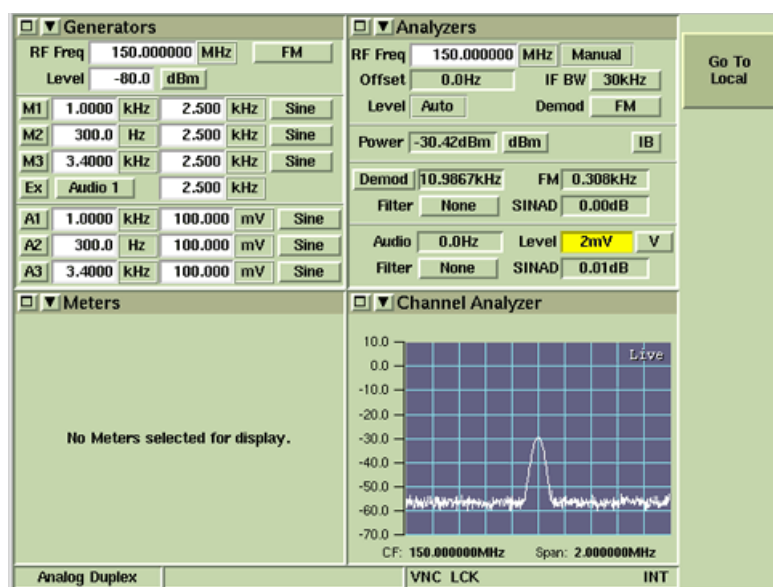 Generators
RF Freq 150.000000 MHz FM
Level -80.0 dBm
M1 1.0000 kHz 2.500 kHz Sine
M2 300.0 Hz 2.500 kHz Sine
M3 3.4000 kHz 2.500 kHz Sine
Ex Audio 1 2.500 kHz
A1 1.0000 kHz 100.000 mV Sine
A2 300.0 Hz 100.000 mV Sine
A3 3.4000 kHz 100.000 mV Sine
Analyzers
RF Freq 150.000000 MHz Manual
Offset 0.0Hz IF BW 30kHz
Level Auto Demod FM
Power -30.42dBm dBm IB
Demod 10.9867kHz FM 0.308kHz
Filter None SINAD 0.00dB
Audio 0.0Hz Level 2mV V
Filter None SINAD 0.01dB
Go To
Local
Meters
No Meters selected for display.
Channel Analyzer
Live
10.0
0.0
-10.0
-20.0
-30.0
-40.0
-50.0
-60.0
-70.0
CF: 150.000000MHz Span: 2.000000MHz
Analog Duplex VNC LCK INT